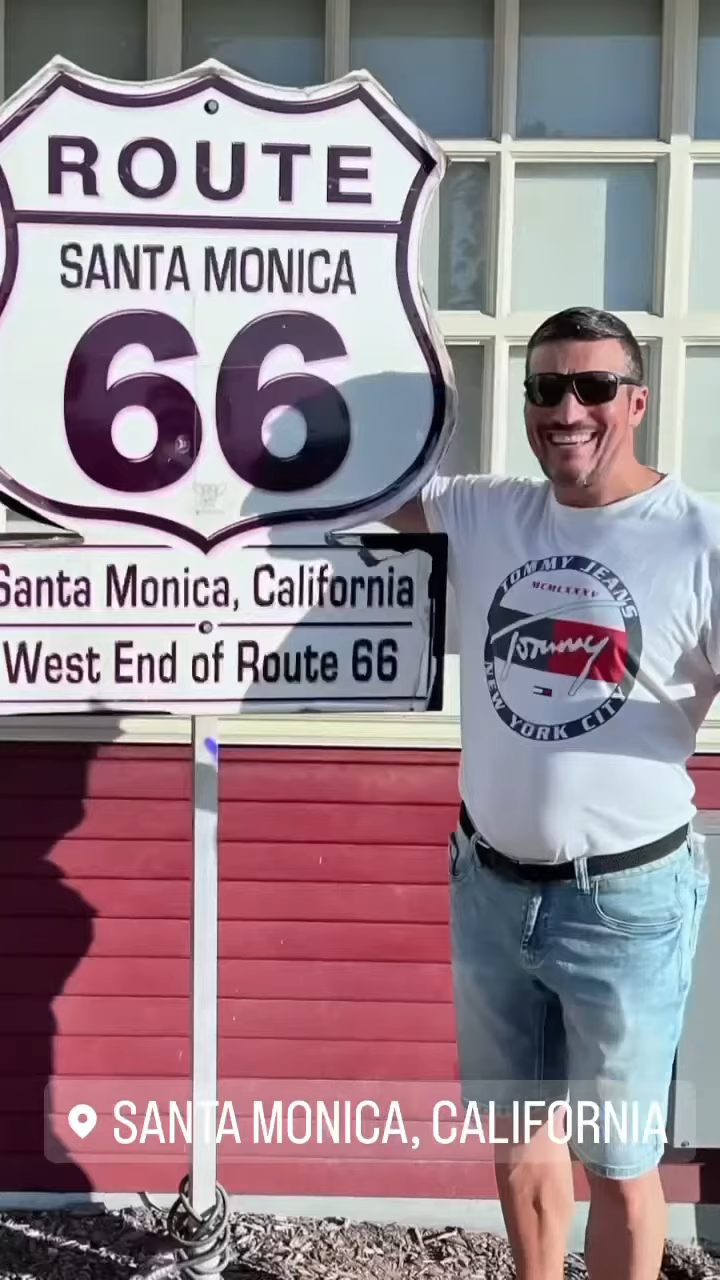 ROUTE
SANTA MONICA
66
Santa Monica, California
West End of Route 66
TOMMY JEANS
MCMLXXXV
Tommy
NEW YORK CITY
SANTA MONICA, CALIFORNIA